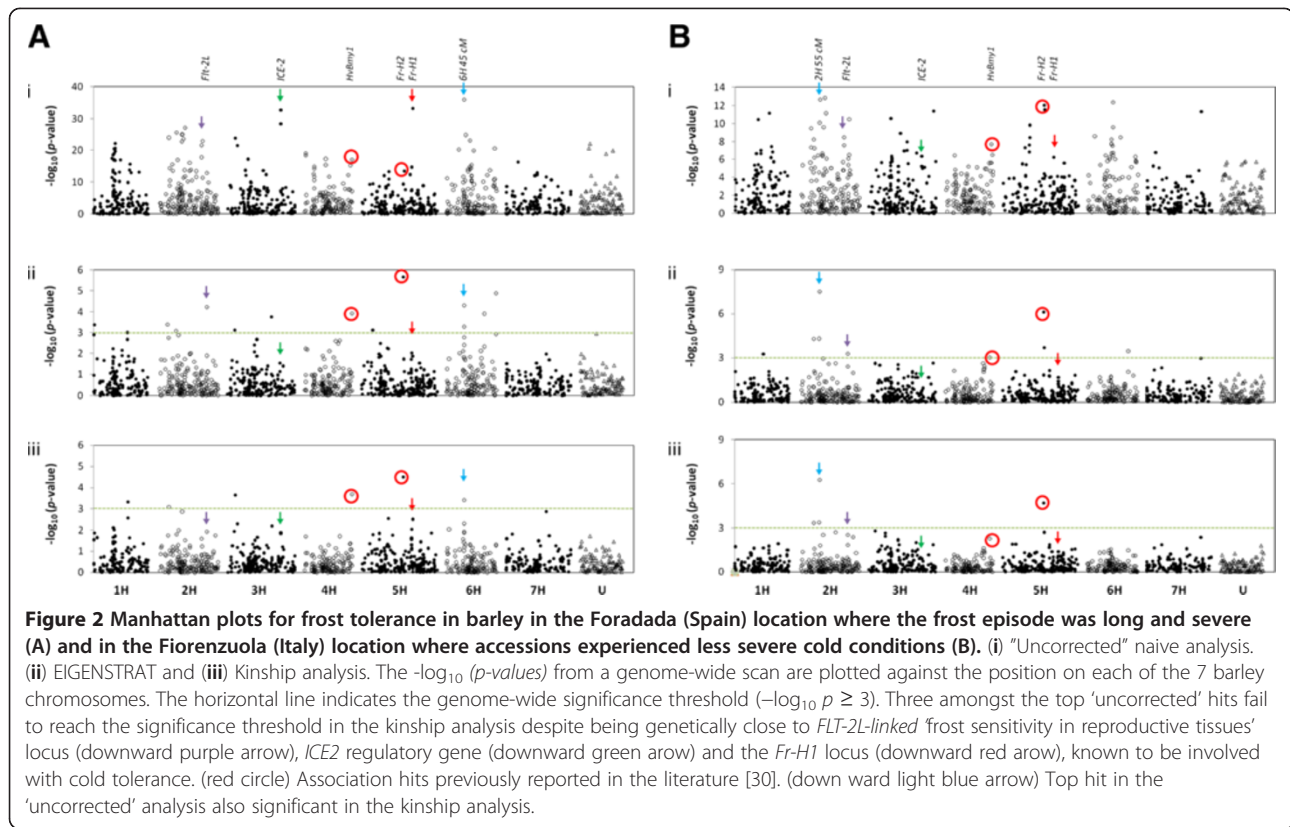 A
B
Flt-2L
ICE-2
HvBmy1
Fr-H2
Fr-H1
6H 45 cM
2H 55 cM
Flt-2L
ICE-2
HvBmy1
Fr-H2
Fr-H1
i
-log10 (p-value)
40
30
20
10
0
i
-log10 (p-value)
14
12
10
8
6
4
2
0
ii
-log10 (p-value)
6
5
4
3
2
1
0
ii
-log10 (p-value)
9
6
3
0
iii
-log10 (p-value)
6
5
4
3
2
1
0
iii
-log10 (p-value)
9
6
3
0
1H 2H 3H 4H 5H 6H 7H U
1H 2H 3H 4H 5H 6H 7H U
Figure 2 Manhattan plots for frost tolerance in barley in the Foradada (Spain) location where the frost episode was long and severe
(A) and in the Fiorenzuola (Italy) location where accessions experienced less severe cold conditions (B). (i) "Uncorrected" naive analysis.
(ii) EIGENSTRAT and (iii) Kinship analysis. The -log10 (p-values) from a genome-wide scan are plotted against the position on each of the 7 barley
chromosomes. The horizontal line indicates the genome-wide significance threshold (−log10 p ≥ 3). Three amongst the top 'uncorrected' hits fail
to reach the significance threshold in the kinship analysis despite being genetically close to FLT-2L-linked 'frost sensitivity in reproductive tissues'
locus (downward purple arrow), ICE2 regulatory gene (downward green arow) and the Fr-H1 locus (downward red arow), known to be involved
with cold tolerance. (red circle) Association hits previously reported in the literature [30]. (down ward light blue arrow) Top hit in the
'uncorrected' analysis also significant in the kinship analysis.